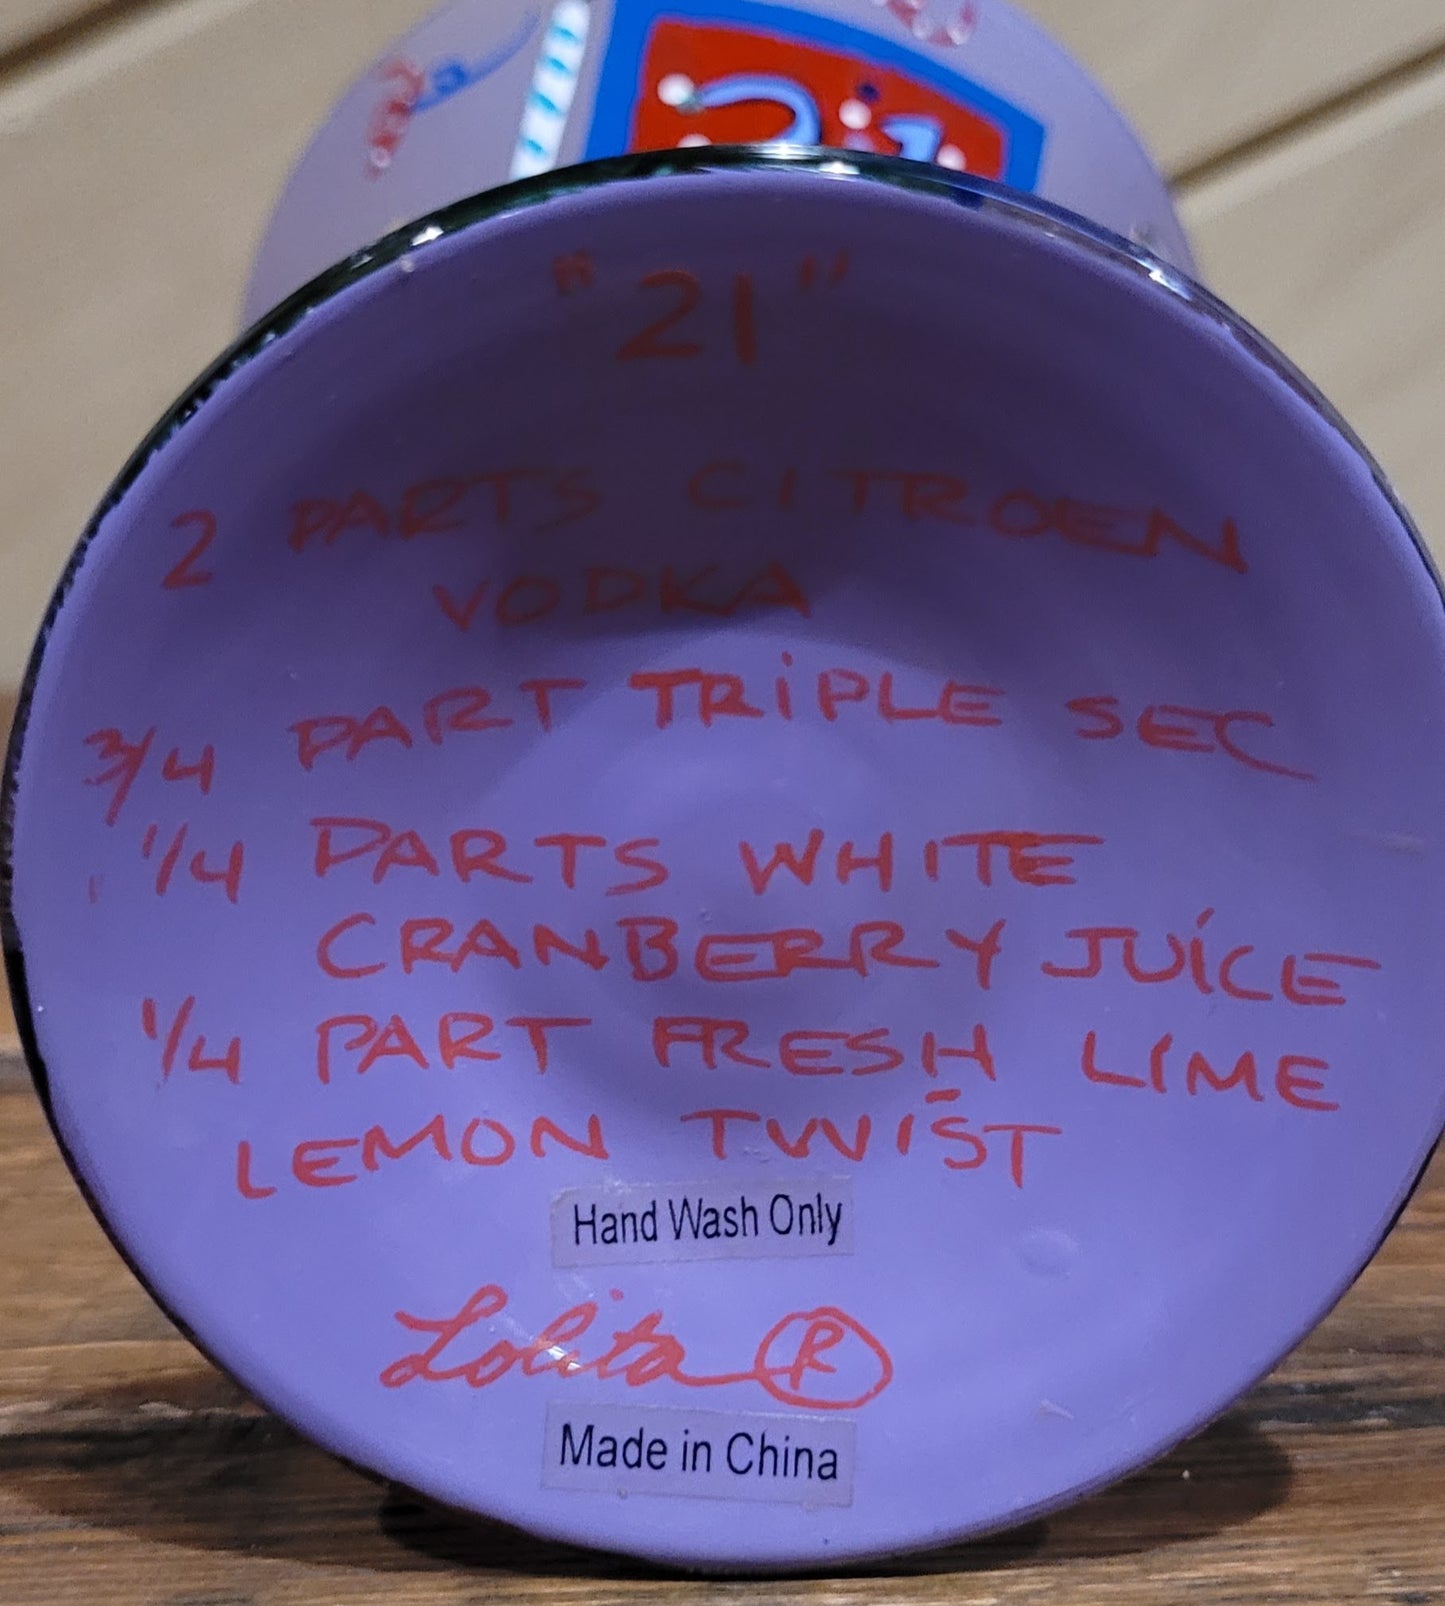 21
"21"
2 PARTS CITROEN
VODKA
3/4 PART TRIPLE SEC
1/4 PARTS WHITE
CRANBERRY JUICE
1/4 PART FRESH LIME
LEMON TWIST
Hand Wash Only
Lolita ®
Made in China